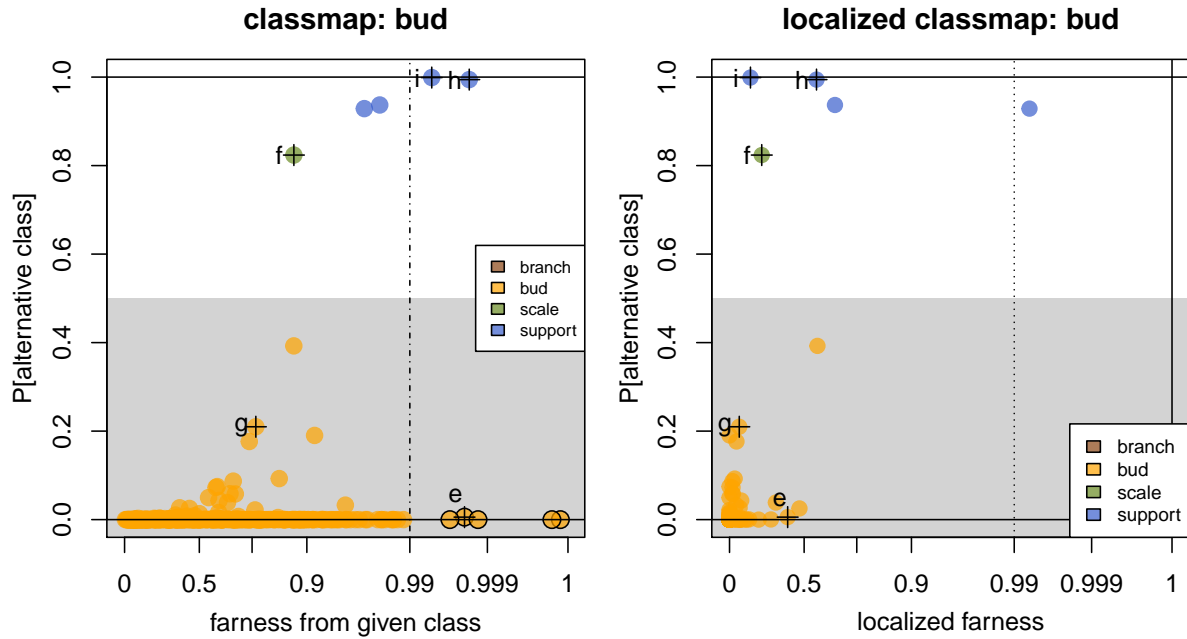 classmap: bud
P[alternative class]
1.0
0.8
0.6
0.4
0.2
0.0
i
h
f
g
e
branch
bud
scale
support
0
0.5
0.9
0.99
0.999
1
farness from given class
localized classmap: bud
P[alternative class]
1.0
0.8
0.6
0.4
0.2
0.0
i
h
f
g
e
branch
bud
scale
support
0
0.5
0.9
0.99
0.999
1
localized farness